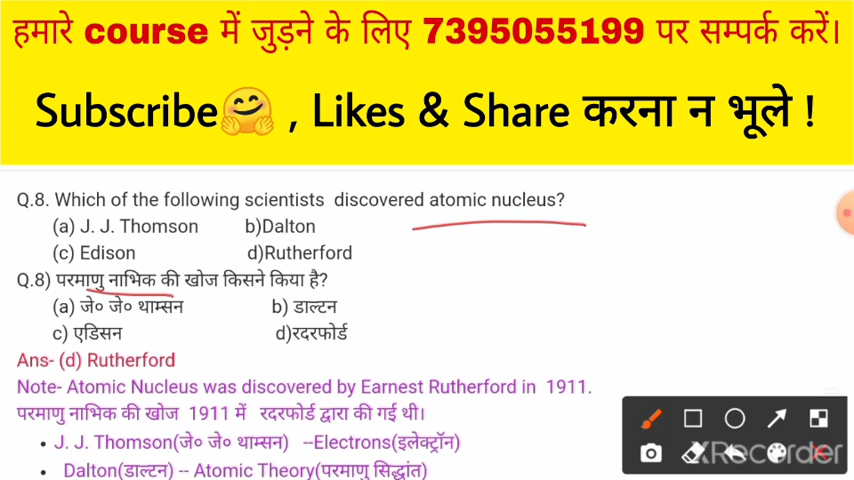 हमारे course में जुड़ने के लिए 7395055199 पर सम्पर्क करें।
Subscribe🤗 , Likes & Share करना न भूले !
Q.8. Which of the following scientists discovered atomic nucleus?
(a) J. J. Thomson b)Dalton
(c) Edison d)Rutherford
Q.8) परमाणु नाभिक की खोज किसने किया है?
(a) जे० जे० थाम्सन b) डाल्टन
c) एडिसन d)रदरफोर्ड
Ans- (d) Rutherford
Note- Atomic Nucleus was discovered by Earnest Rutherford in 1911.
परमाणु नाभिक की खोज 1911 में रदरफोर्ड द्वारा की गई थी।
• J. J. Thomson(जे० जे० थाम्सन) --Electrons(इलेक्ट्रॉन)
• Dalton(डाल्टन) -- Atomic Theory(परमाणु सिद्धांत)
XRecorder